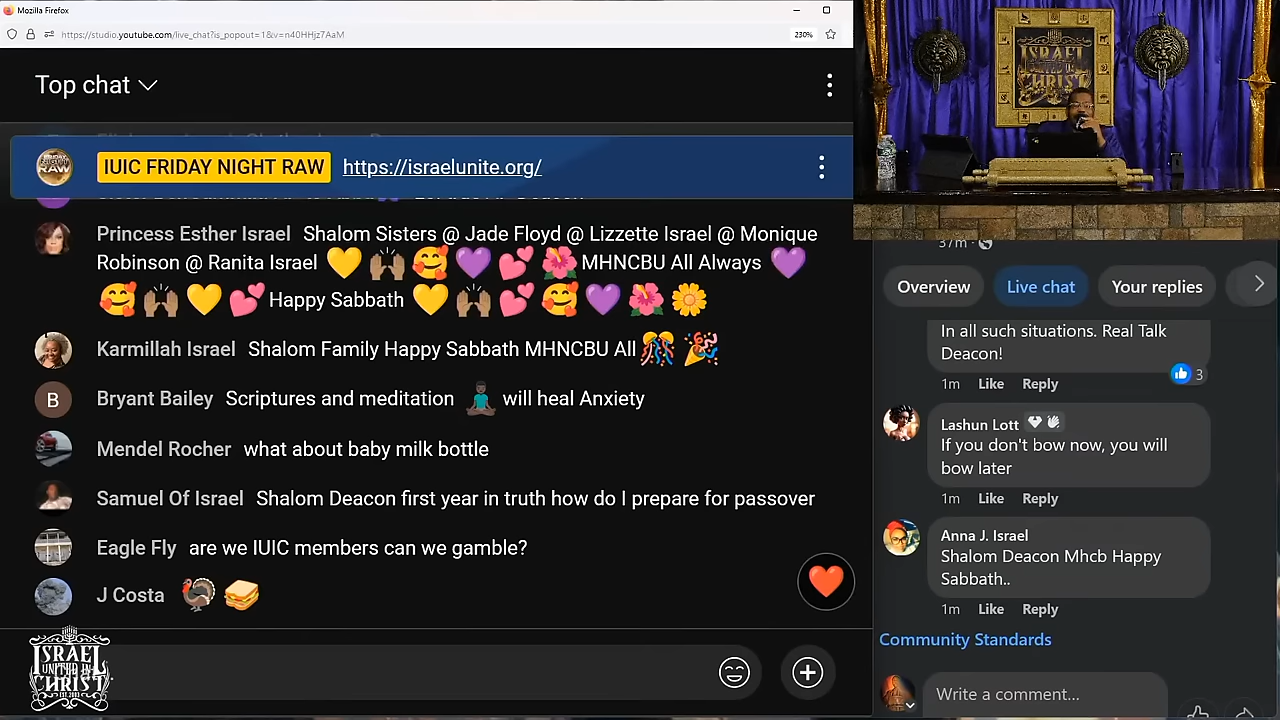 Mozilla Firefox
https://studio.youtube.com/live_chat?is_popout=1&v=n40HHjz7AaM
230%
Top chat
IUIC FRIDAY NIGHT RAW https://israelunite.org/
Princess Esther Israel Shalom Sisters @ Jade Floyd @ Lizzette Israel @ Monique
Robinson @ Ranita Israel 💛 🙌🏽 🥰 💜 💕 🌺 MHNCBU All Always 💜
🥰 🙌🏽 💛 💕 Happy Sabbath 💛 🙌🏽 💕 🥰 💜 🌺 🌼
Karmillah Israel Shalom Family Happy Sabbath MHNCBU All 🎊 🎉
B
Bryant Bailey Scriptures and meditation 🧘🏿‍♂️ will heal Anxiety
Mendel Rocher what about baby milk bottle
Samuel Of Israel Shalom Deacon first year in truth how do I prepare for passover
Eagle Fly are we IUIC members can we gamble?
J Costa 🦃 🥪
ISRAEL
UNITED IN
CHRIST
EST. 2003
ISRAEL
UNITED IN
CHRIST
37m
Overview
Live chat
Your replies
In all such situations. Real Talk
Deacon!
3
1m Like Reply
Lashun Lott
If you don't bow now, you will
bow later
1m Like Reply
Anna J. Israel
Shalom Deacon Mhcb Happy
Sabbath..
1m Like Reply
Community Standards
Write a comment...